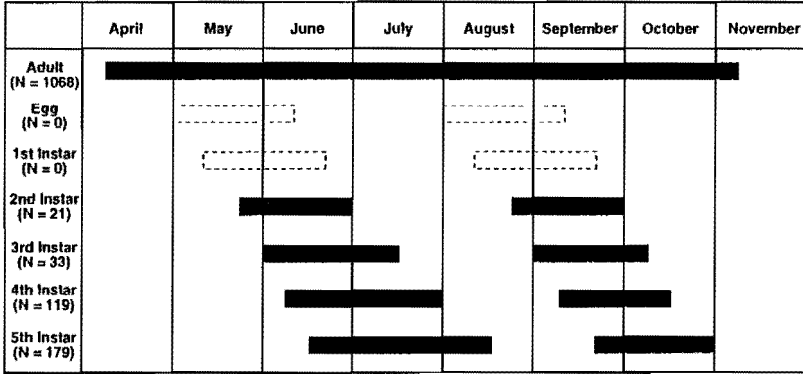 April May June July August September October November
Adult
(N = 1068)
Egg
(N = 0)
1st Instar
(N = 0)
2nd Instar
(N = 21)
3rd Instar
(N = 33)
4th Instar
(N = 119)
5th Instar
(N = 179)